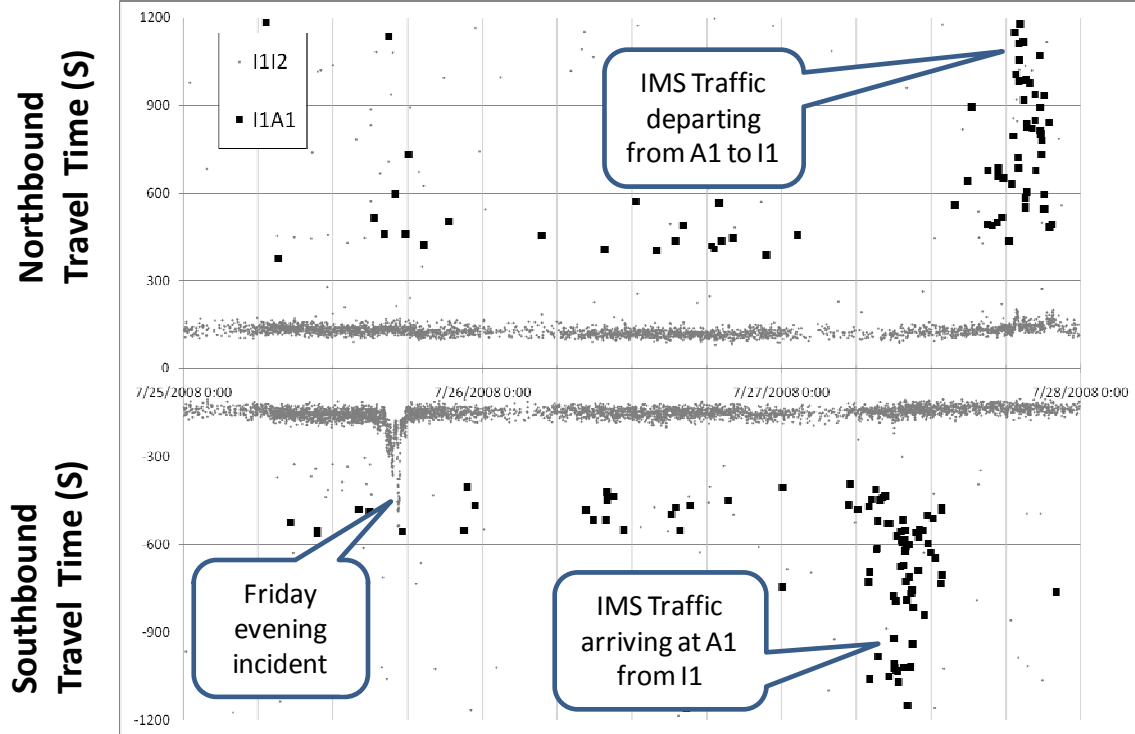 Northbound
Travel Time (S)
1200
900
600
300
0
I1I2
I1A1
IMS Traffic
departing
from A1 to I1
7/25/2008 0:00
7/26/2008 0:00
7/27/2008 0:00
7/28/2008 0:00
Southbound
Travel Time (S)
-300
-600
-900
-1200
Friday
evening
incident
IMS Traffic
arriving at A1
from I1